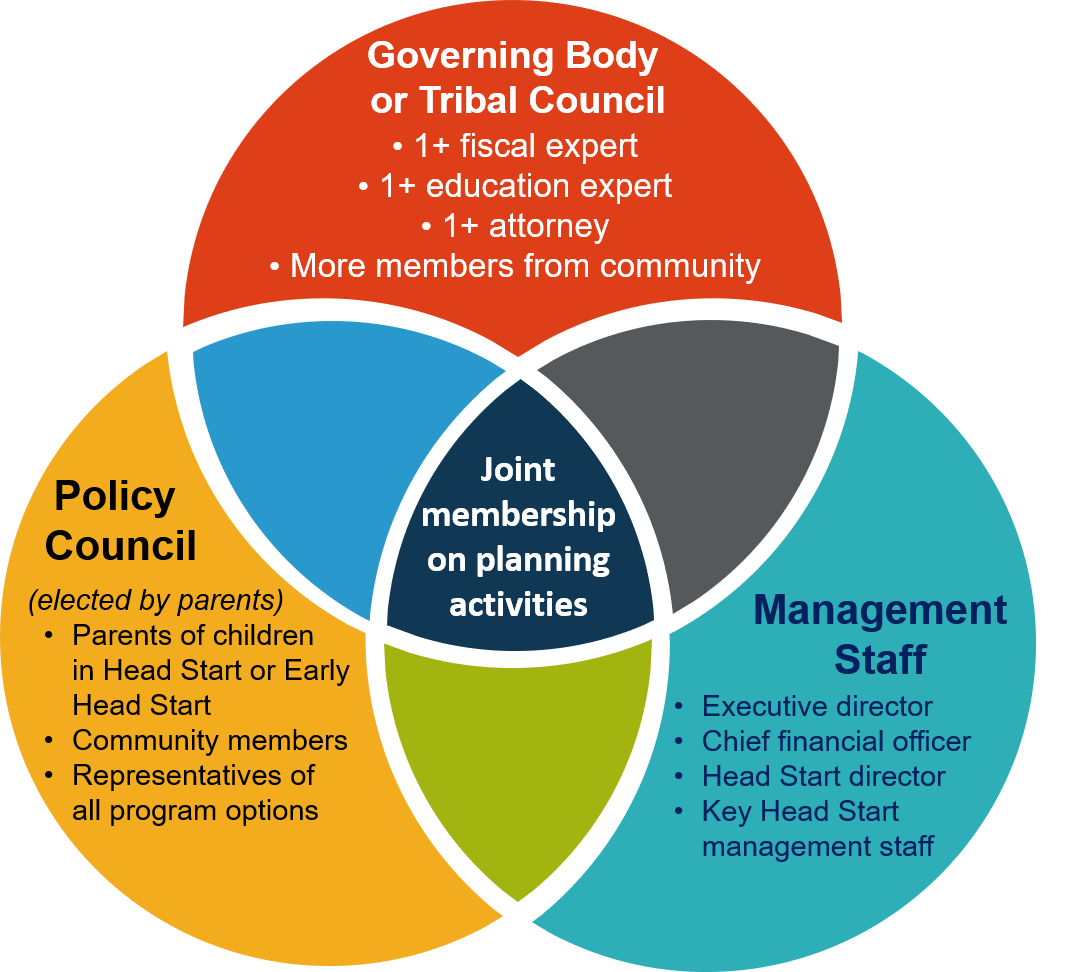 Governing Body
or Tribal Council
• 1+ fiscal expert
• 1+ education expert
• 1+ attorney
• More members from community
Policy
Council
(elected by parents)
• Parents of children
in Head Start or Early
Head Start
• Community members
• Representatives of
all program options
Joint
membership
on planning
activities
Management
Staff
• Executive director
• Chief financial officer
• Head Start director
• Key Head Start
management staff